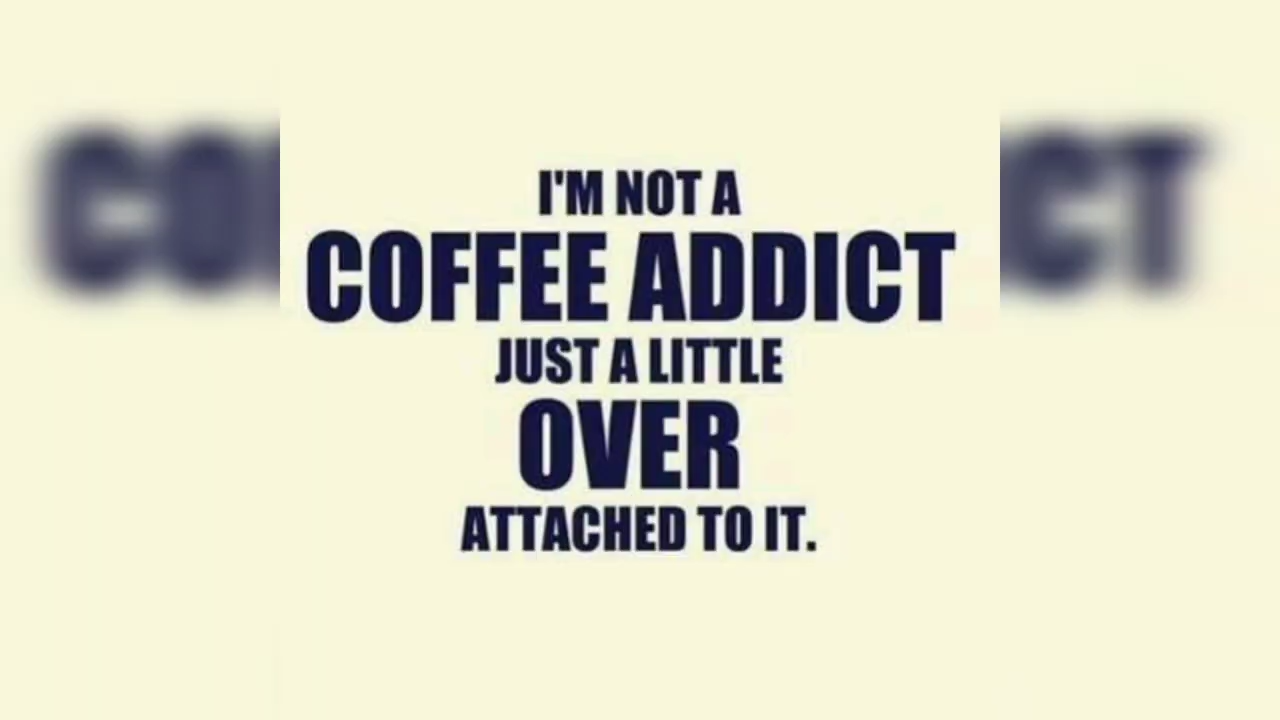 I'M NOT A
COFFEE ADDICT
JUST A LITTLE
OVER
ATTACHED TO IT.